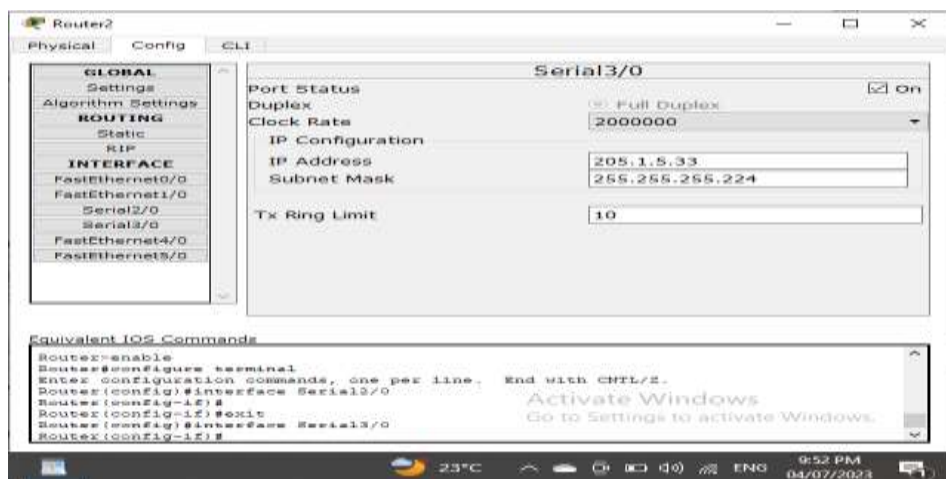 Router2
Physical Config CLI
GLOBAL
Settings
Algorithm Settings
ROUTING
Static
RIP
INTERFACE
FastEthernet0/0
FastEthernet1/0
Serial2/0
Serial3/0
FastEthernet4/0
FastEthernet5/0
Serial3/0
Port Status On
Duplex Full Duplex
Clock Rate 2000000
IP Configuration
IP Address 205.1.5.33
Subnet Mask 255.255.255.224
Tx Ring Limit 10
Equivalent IOS Commands
Router>enable
Router#configure terminal
Enter configuration commands, one per line. End with CNTL/Z.
Router(config)#interface Serial2/0
Router(config-if)#
Router(config-if)#exit
Router(config)#interface Serial3/0
Router(config-if)#
Activate Windows
Go to Settings to activate Windows.
23°C ENG 9:52 PM
04/07/2023